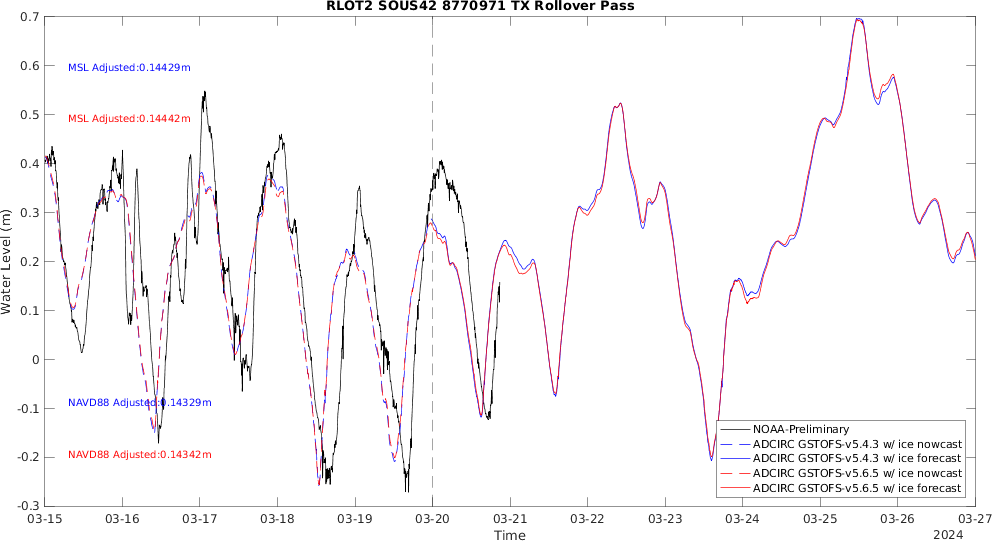 RLOT2 SOUS42 8770971 TX Rollover Pass
0.7
0.6
0.5
0.4
0.3
0.2
0.1
0
-0.1
-0.2
-0.3
Water Level (m)
MSL Adjusted:0.14429m
MSL Adjusted:0.14442m
NAVD88 Adjusted:0.14329m
NAVD88 Adjusted:0.14342m
NOAA-Preliminary
ADCIRC GSTOFS-v5.4.3 w/ ice nowcast
ADCIRC GSTOFS-v5.4.3 w/ ice forecast
ADCIRC GSTOFS-v5.6.5 w/ ice nowcast
ADCIRC GSTOFS-v5.6.5 w/ ice forecast
03-15 03-16 03-17 03-18 03-19 03-20 03-21 03-22 03-23 03-24 03-25 03-26 03-27
Time
2024